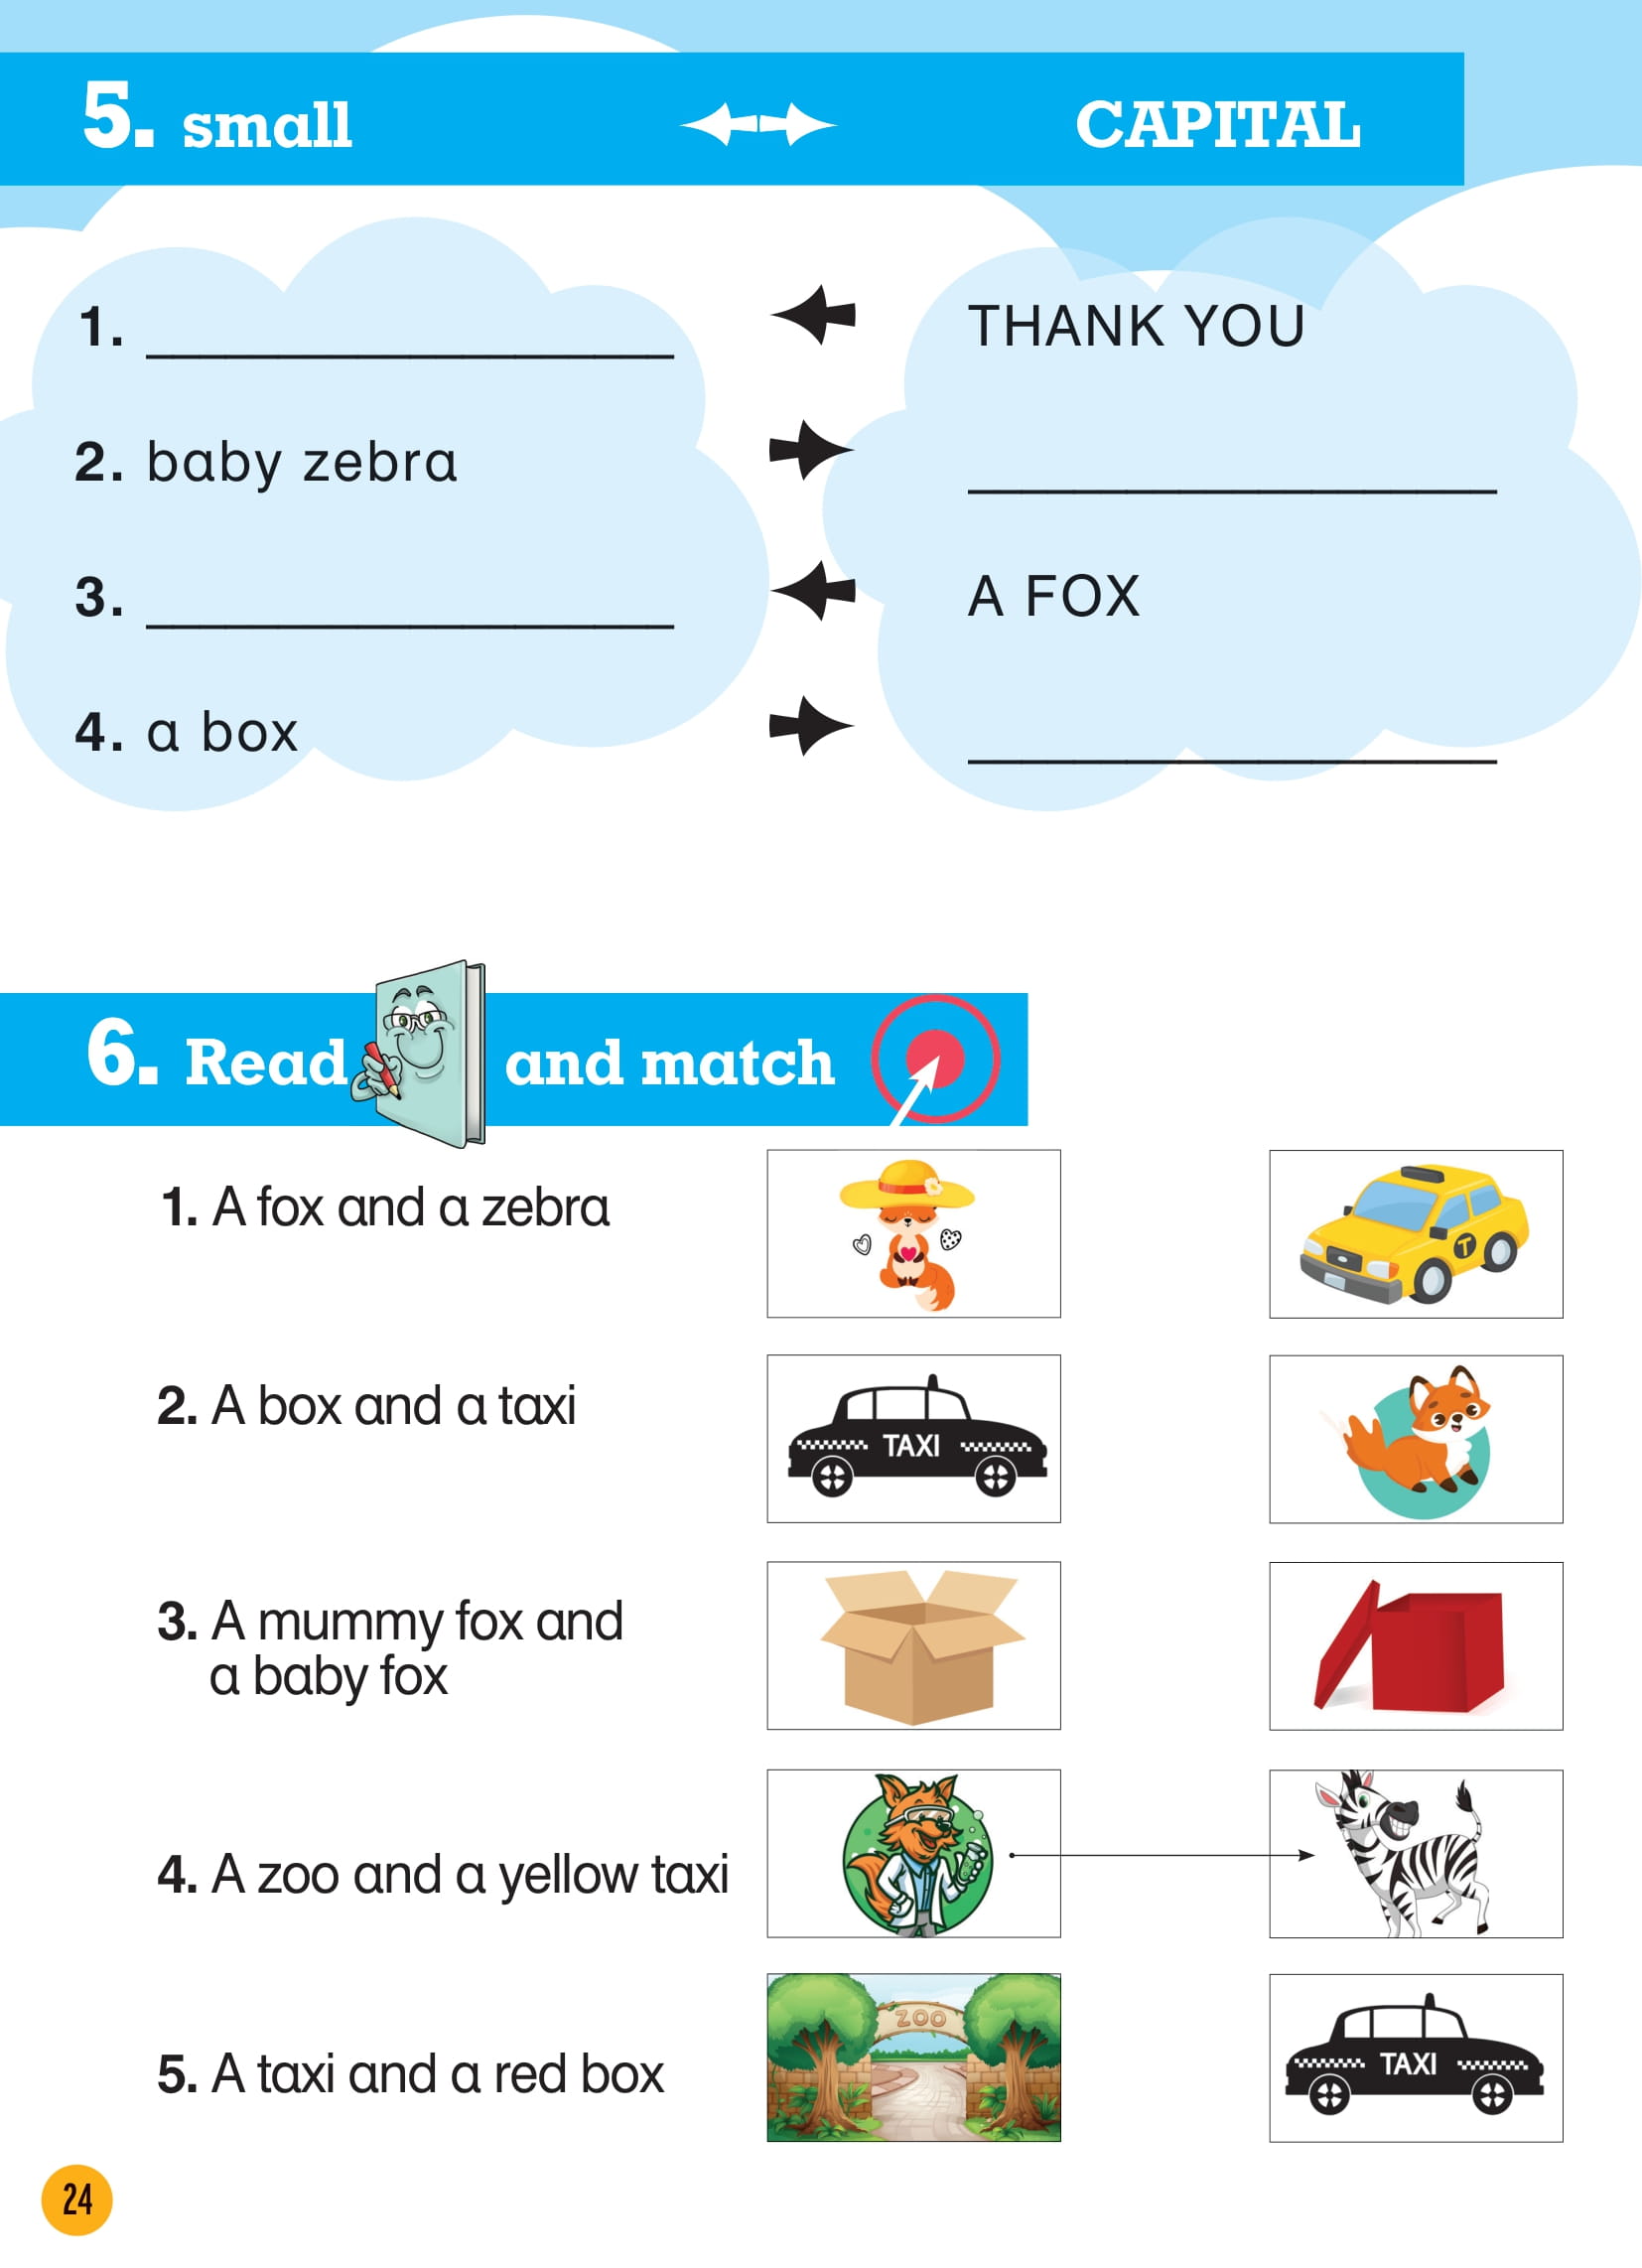 5. small CAPITAL
1. ____________________ THANK YOU
2. baby zebra ____________________
3. ____________________ A FOX
4. a box ____________________
6. Read and match
1. A fox and a zebra
T
2. A box and a taxi
TAXI
3. A mummy fox and
a baby fox
4. A zoo and a yellow taxi
ZOO
5. A taxi and a red box
TAXI
24